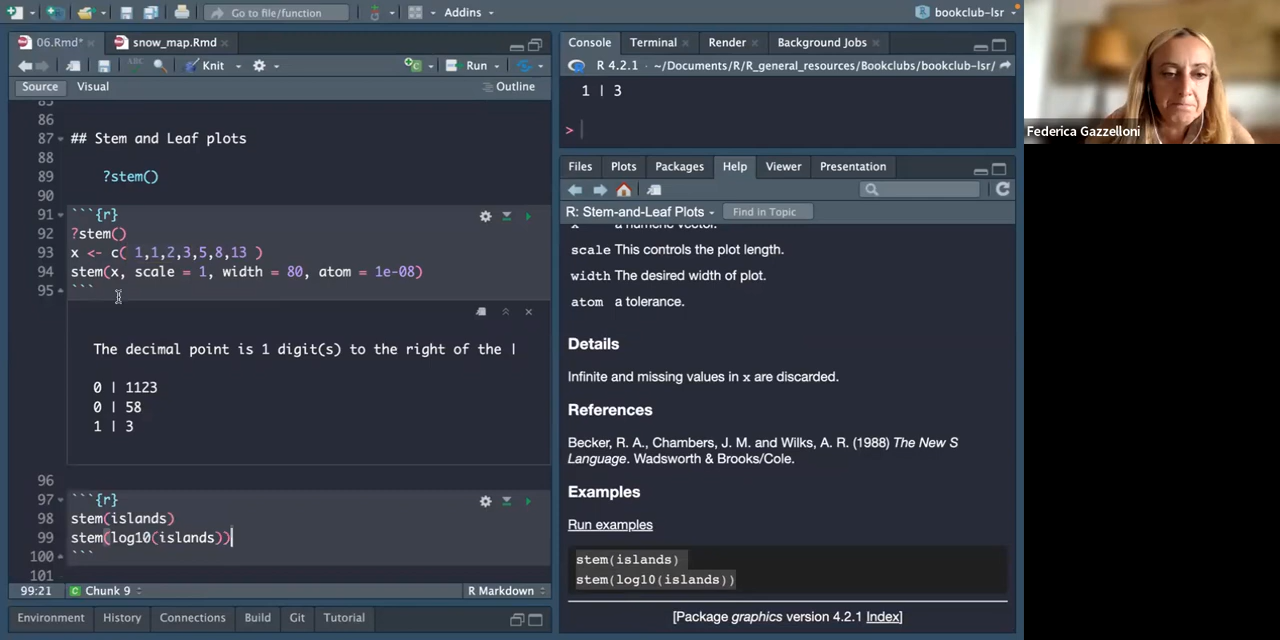 Go to file/function
Addins
bookclub-lsr
06.Rmd*
snow_map.Rmd
ABC
Knit
Run
Source
Visual
Outline
85
86
87
## Stem and Leaf plots
88
89
?stem()
90
91
```{r}
92
?stem()
93
x <- c( 1,1,2,3,5,8,13 )
94
stem(x, scale = 1, width = 80, atom = 1e-08)
95
```
The decimal point is 1 digit(s) to the right of the |
0 | 1123
0 | 58
1 | 3
96
97
```{r}
98
stem(islands)
99
stem(log10(islands))
100
```
101
99:21
Chunk 9
R Markdown
Environment
History
Connections
Build
Git
Tutorial
Console
Terminal
Render
Background Jobs
R 4.2.1 · ~/Documents/R/R_general_resources/Bookclubs/bookclub-lsr/
1 | 3
>
Files
Plots
Packages
Help
Viewer
Presentation
R: Stem-and-Leaf Plots
Find in Topic
x a numeric vector.
scale This controls the plot length.
width The desired width of plot.
atom a tolerance.
Details
Infinite and missing values in x are discarded.
References
Becker, R. A., Chambers, J. M. and Wilks, A. R. (1988) The New S
Language. Wadsworth & Brooks/Cole.
Examples
Run examples
stem(islands)
stem(log10(islands))
[Package graphics version 4.2.1 Index]
Federica Gazzelloni